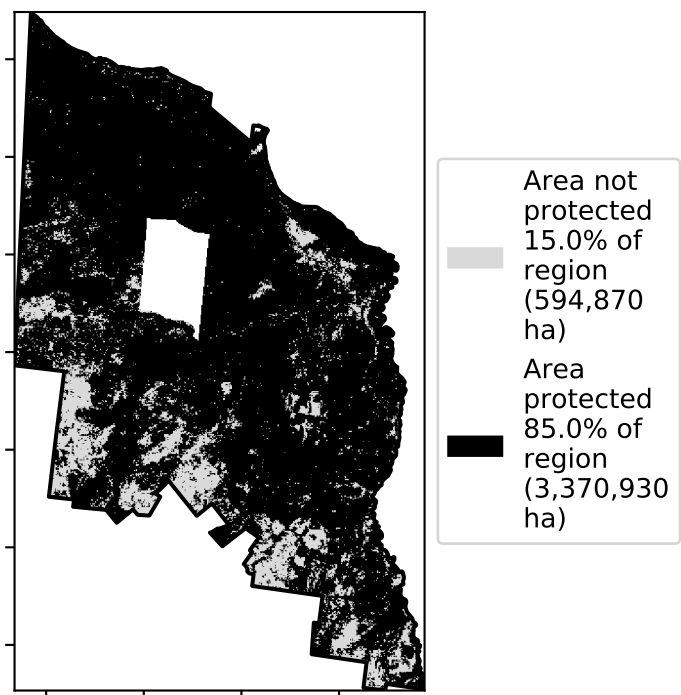 Area not
protected
15.0% of
region
(594,870
ha)
Area
protected
85.0% of
region
(3,370,930
ha)